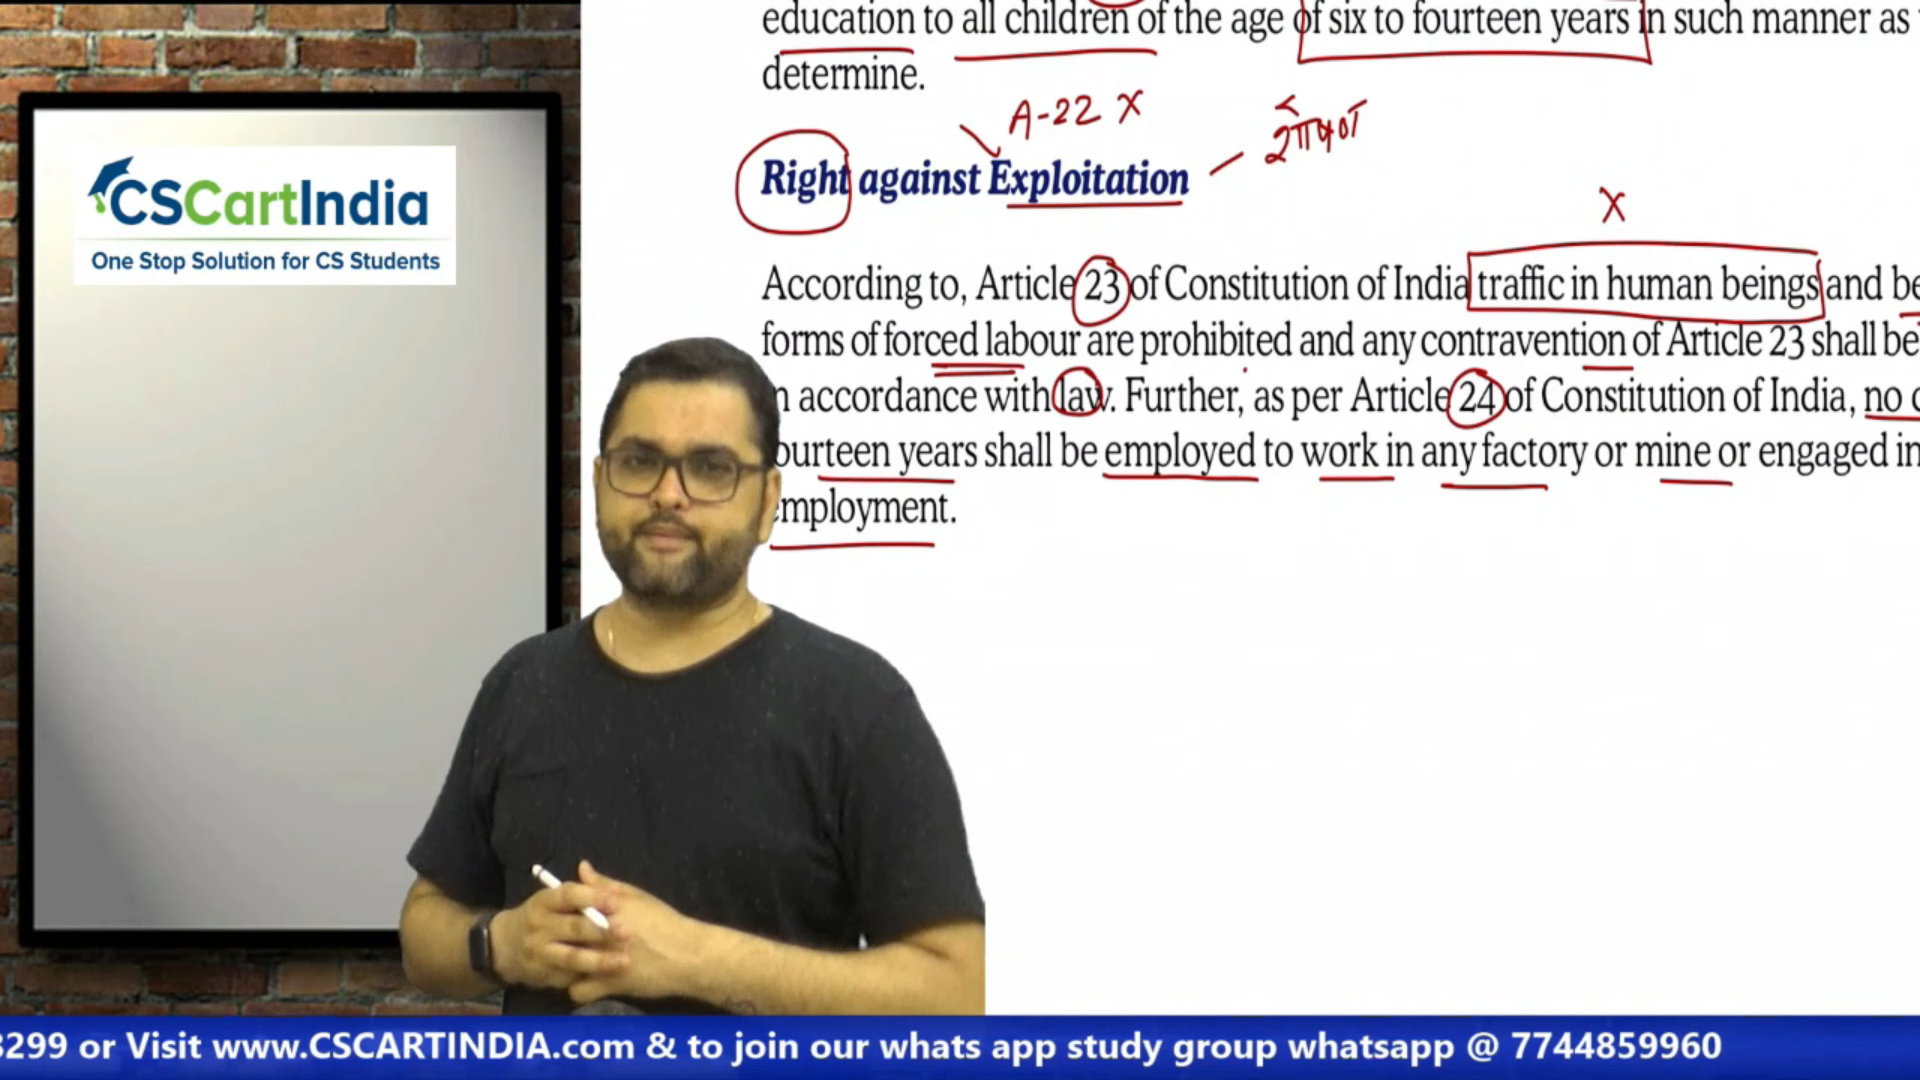 CSCartIndia
One Stop Solution for CS Students
education to all children of the age of six to fourteen years in such manner as
determine.
A-22 X
Right against Exploitation
शोषण
X
According to, Article 23 of Constitution of India traffic in human beings and be
forms of forced labour are prohibited and any contravention of Article 23 shall be
n accordance with law. Further, as per Article 24 of Constitution of India, no c
ourteen years shall be employed to work in any factory or mine or engaged in
employment.
3299 or Visit www.CSCARTINDIA.com & to join our whats app study group whatsapp @ 7744859960